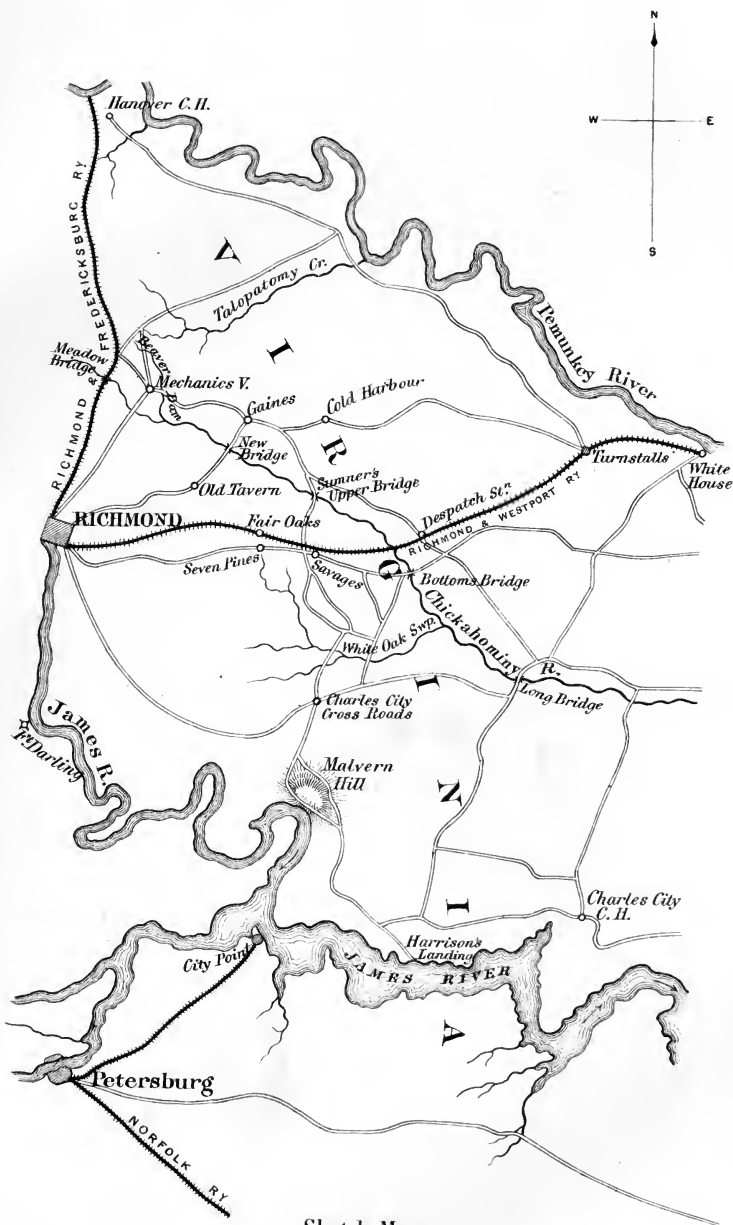 N
W E
S
Hanover C.H.
RICHMOND & FREDERICKSBURG RY
VIRGINIA
Talopatomy Cr.
Pemunkey River
Meadow
Bridge
Beaver Dam
Mechanics V.
Gaines
Cold Harbour
New
Bridge
Turnstalls
White
House
Old Tavern
Sumner's
Upper Bridge
Despatch Stn
RICHMOND & WESTPORT RY
RICHMOND
Fair Oaks
Seven Pines
Savages
Bottoms Bridge
Chickahominy R.
White Oak Swp.
Long Bridge
Charles City
Cross Roads
James R.
Ft Darling
Malvern
Hill
Charles City
C.H.
Harrison's
Landing
City Point
JAMES RIVER
Petersburg
NORFOLK RY